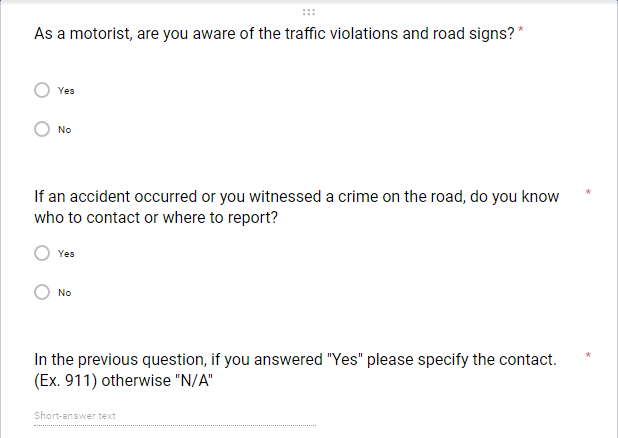 As a motorist, are you aware of the traffic violations and road signs? *
Yes
No
If an accident occurred or you witnessed a crime on the road, do you know *
who to contact or where to report?
Yes
No
In the previous question, if you answered "Yes" please specify the contact. *
(Ex. 911) otherwise "N/A"
Short-answer text